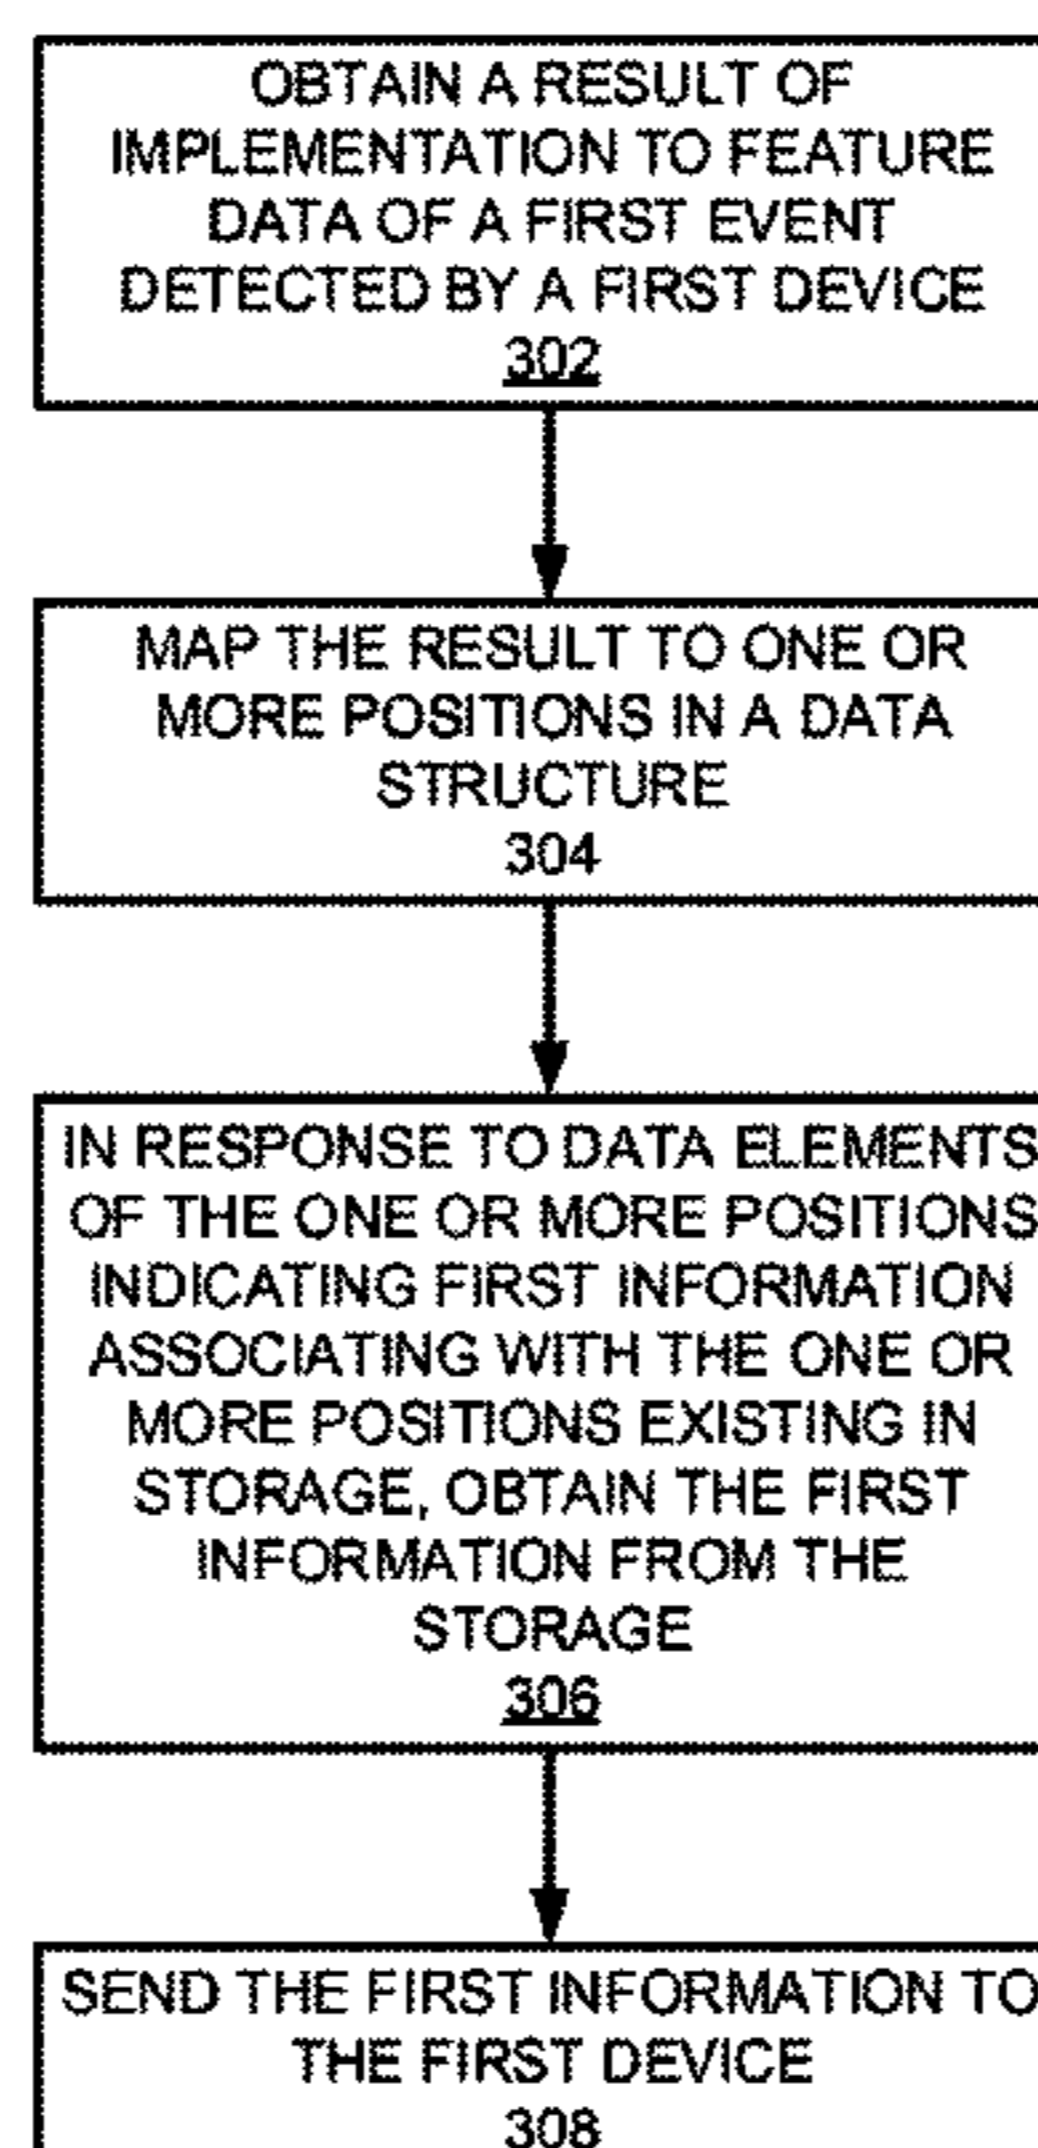 OBTAIN A RESULT OF
IMPLEMENTATION TO FEATURE
DATA OF A FIRST EVENT
DETECTED BY A FIRST DEVICE
302
MAP THE RESULT TO ONE OR
MORE POSITIONS IN A DATA
STRUCTURE
304
IN RESPONSE TO DATA ELEMENTS
OF THE ONE OR MORE POSITIONS
INDICATING FIRST INFORMATION
ASSOCIATING WITH THE ONE OR
MORE POSITIONS EXISTING IN
STORAGE, OBTAIN THE FIRST
INFORMATION FROM THE
STORAGE
306
SEND THE FIRST INFORMATION TO
THE FIRST DEVICE
308